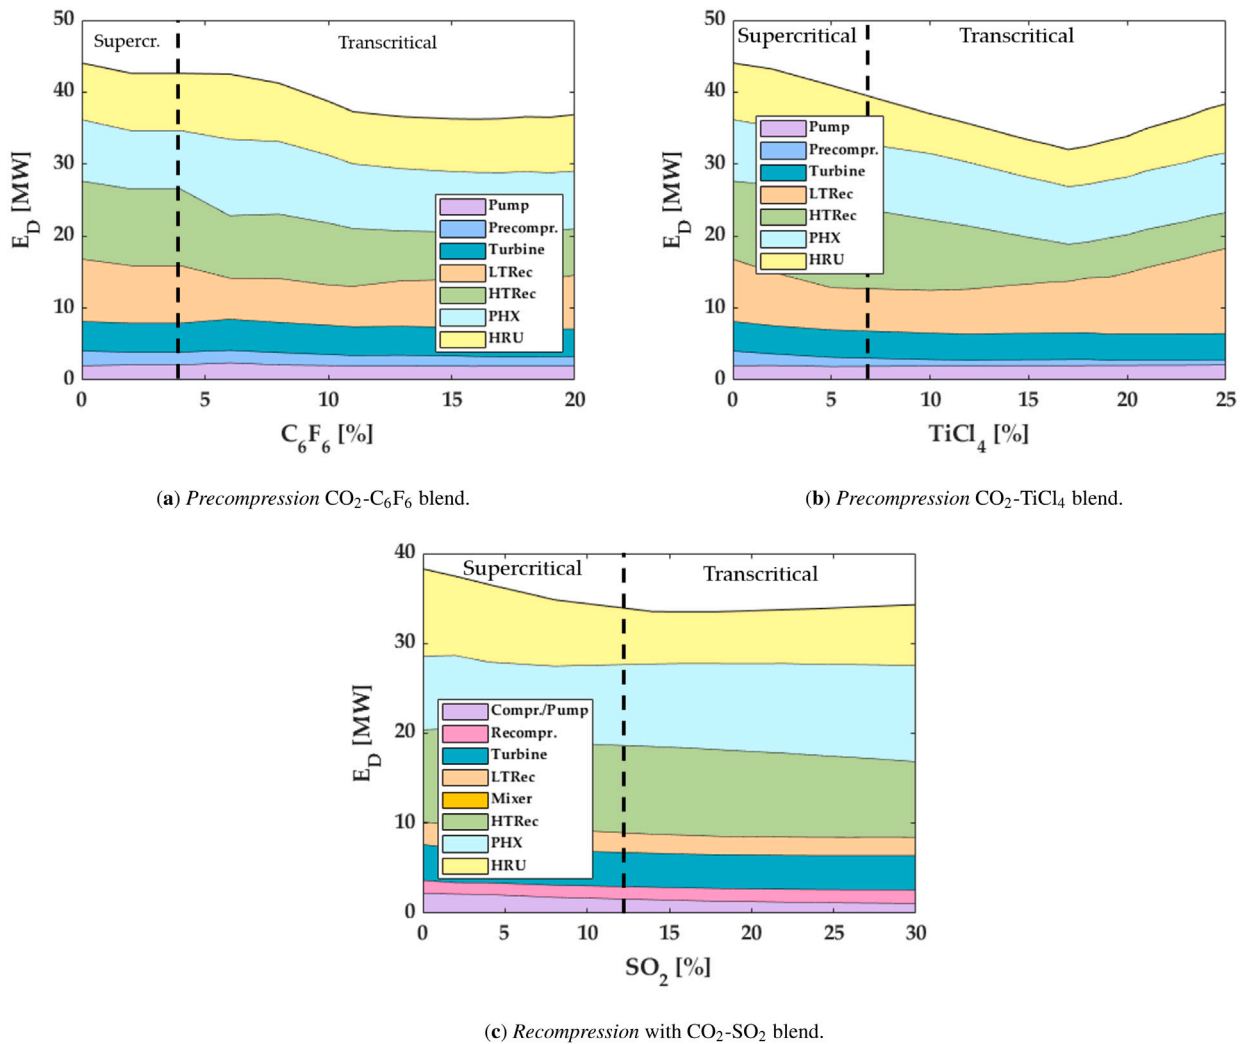 50
40
30
20
10
0
E_D [MW]
Supercr.
Transcritical
Pump
Precompr.
Turbine
LTRec
HTRec
PHX
HRU
0 5 10 15 20
C₆F₆ [%]
(a) Precompression CO₂-C₆F₆ blend.
50
40
30
20
10
0
E_D [MW]
Supercritical
Transcritical
Pump
Precompr.
Turbine
LTRec
HTRec
PHX
HRU
0 5 10 15 20 25
TiCl₄ [%]
(b) Precompression CO₂-TiCl₄ blend.
40
30
20
10
0
E_D [MW]
Supercritical
Transcritical
Compr./Pump
Recompr.
Turbine
LTRec
Mixer
HTRec
PHX
HRU
0 5 10 15 20 25 30
SO₂ [%]
(c) Recompression with CO₂-SO₂ blend.